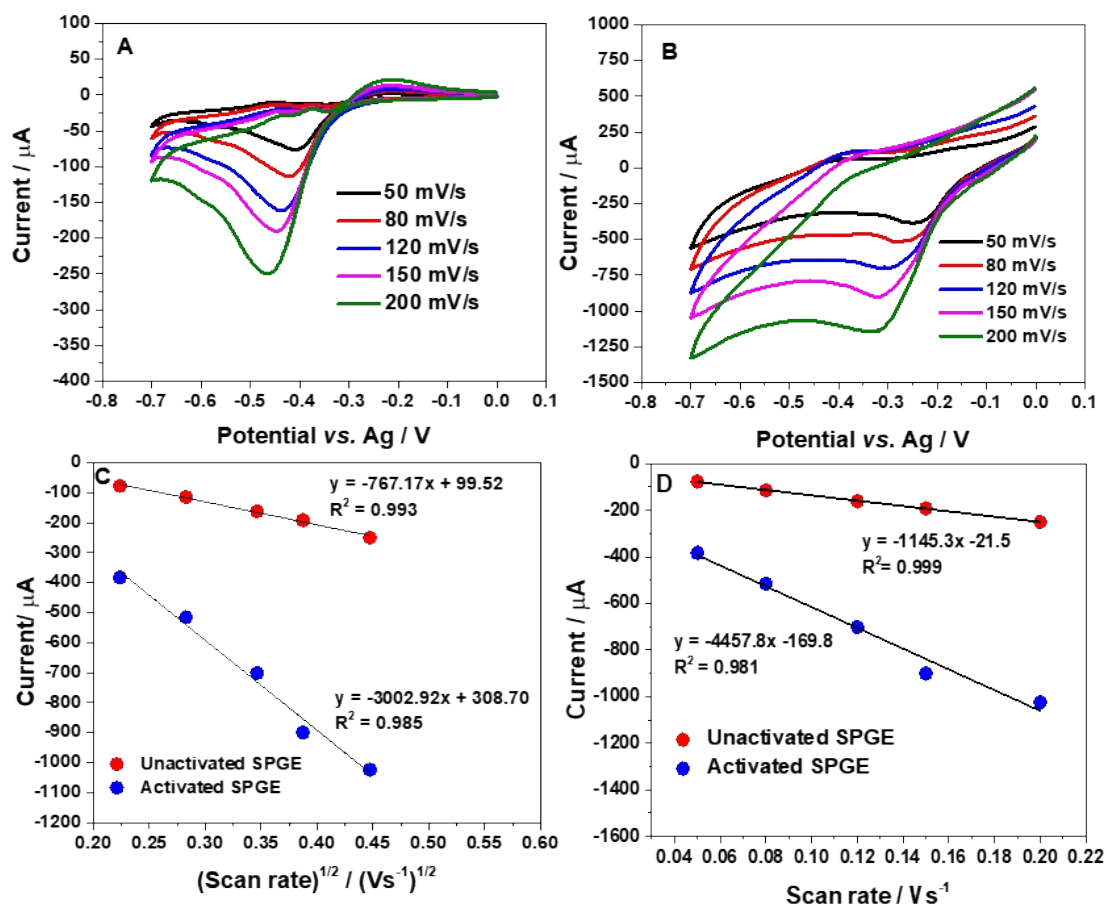 A
100
50
0
-50
-100
-150
-200
-250
-300
-350
-400
Current / μA
50 mV/s
80 mV/s
120 mV/s
150 mV/s
200 mV/s
-0.8 -0.7 -0.6 -0.5 -0.4 -0.3 -0.2 -0.1 0.0 0.1
Potential vs. Ag / V
B
1000
750
500
250
0
-250
-500
-750
-1000
-1250
-1500
Current / μA
50 mV/s
80 mV/s
120 mV/s
150 mV/s
200 mV/s
-0.8 -0.7 -0.6 -0.5 -0.4 -0.3 -0.2 -0.1 0.0 0.1
Potential vs. Ag / V
C
0
-100
-200
-300
-400
-500
-600
-700
-800
-900
-1000
-1100
-1200
Current/ μA
y = -767.17x + 99.52
R² = 0.993
y = -3002.92x + 308.70
R² = 0.985
Unactivated SPGE
Activated SPGE
0.20 0.25 0.30 0.35 0.40 0.45 0.50 0.55 0.60
(Scan rate)^1/2 / (Vs⁻¹)^1/2
D
0
-200
-400
-600
-800
-1000
-1200
-1400
-1600
Current / μA
y = -1145.3x -21.5
R²= 0.999
y = -4457.8x -169.8
R² = 0.981
Unactivated SPGE
Activated SPGE
0.04 0.06 0.08 0.10 0.12 0.14 0.16 0.18 0.20 0.22
Scan rate / Vs⁻¹